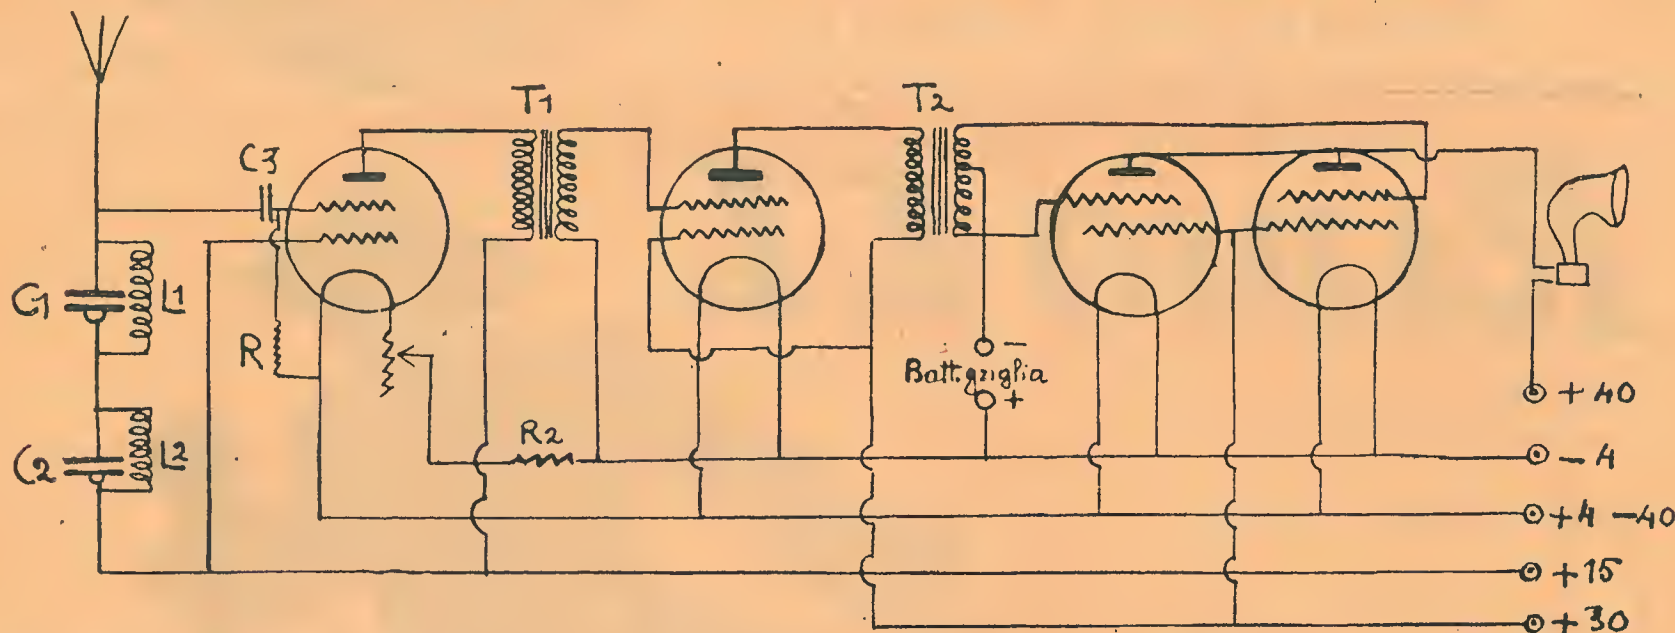 T1
T2
C3
C1
L1
R
Batt. griglia
−
+
+ 40
C2
L2
R2
− 4
+4 −40
+15
+30